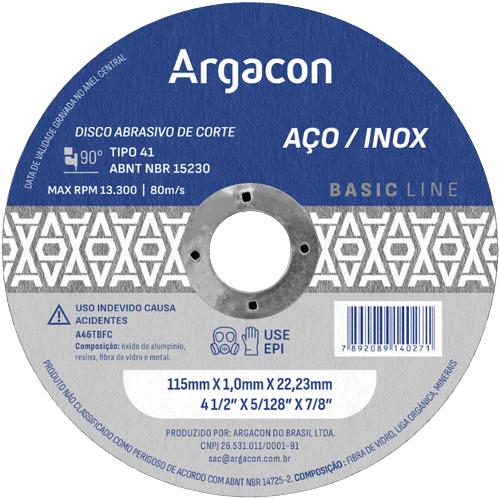 Argacon
DATA DE VALIDADE GRAVADA NO ANEL CENTRAL
DISCO ABRASIVO DE CORTE
90°
TIPO 41
ABNT NBR 15230
MAX RPM 13.300 | 80m/s
AÇO / INOX
BASIC LINE
USO INDEVIDO CAUSA
ACIDENTES
A46TBFC
Composição: óxido de alumpinio,
resina, fibra de vidro e metal.
USE
EPI
7 892089 140271
115mm X 1,0mm X 22,23mm
4 1/2" X 5/128" X 7/8"
PRODUZIDO POR: ARGACON DO BRASIL LTDA.
CNPJ 26.531.011/0001-91
sac@argacon.com.br
PRODUTO NÃO CLASSIFICADO COMO PERIGOSO DE ACORDO COM ABNT NBR 14725-2. COMPOSIÇÃO: FIBRA DE VIDRO, LIGA ORGÂNICA, MINERAIS